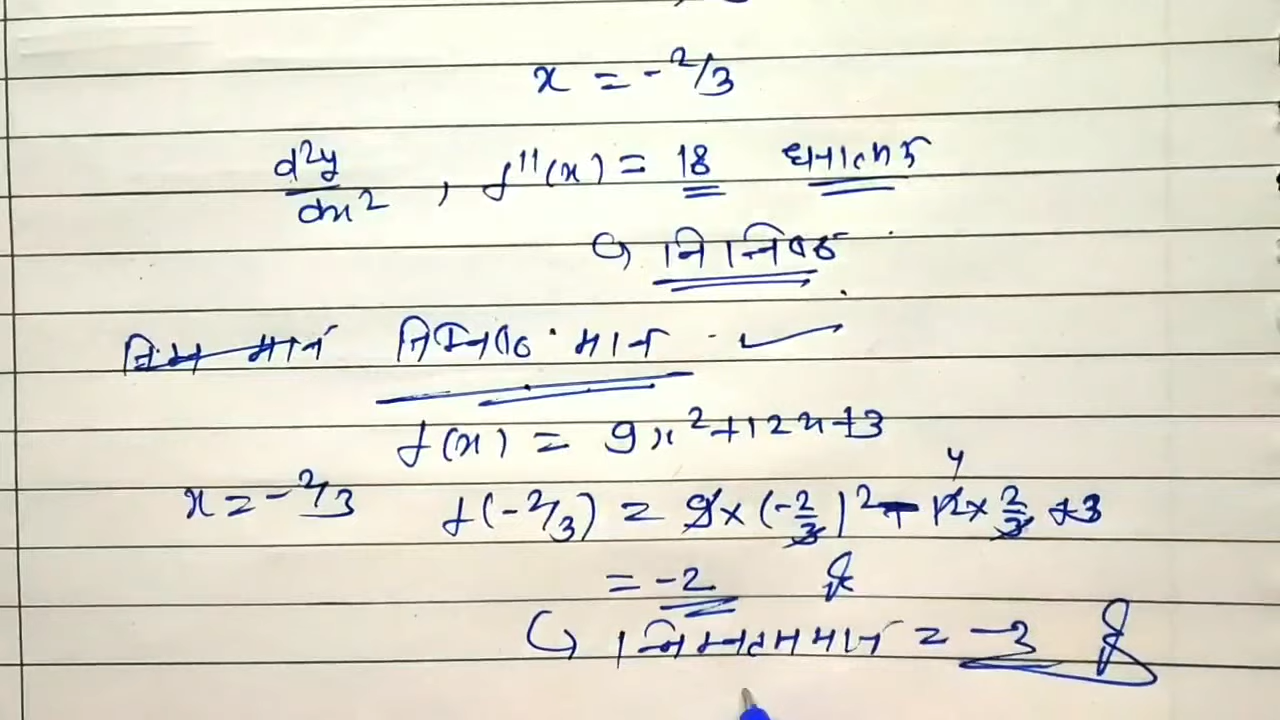 x = -2/3
d²y/dx² , f''(x) = 18 धनात्मक
↪ निम्निष्ठ
निम्न मान निम्निष्ठ मान
f(x) = 9x²+12x+3
x = -2/3 f(-2/3) = 9×(-2/3)² - 12×2/3 +3
4
= -2
↪ निम्नतम मान = -3